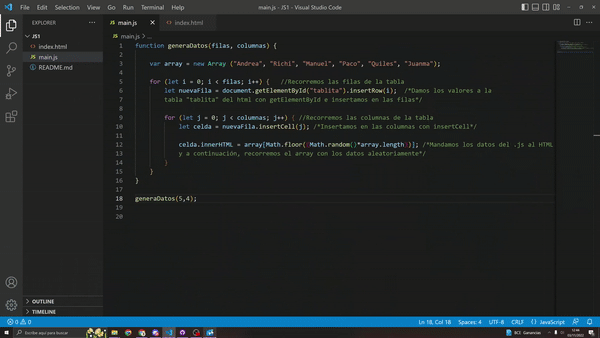 File Edit Selection View Go Run Terminal Help
main.js - JS1 - Visual Studio Code
EXPLORER
JS1
index.html
main.js
README.md
OUTLINE
TIMELINE
main.js
index.html
main.js > ...
1 function generaDatos(filas, columnas) {
2
3 var array = new Array ("Andrea", "Richi", "Manuel", "Paco", "Quiles", "Juanma");
4
5 for (let i = 0; i < filas; i++) { //Recorremos las filas de la tabla
6 let nuevaFila = document.getElementById("tablita").insertRow(i); /*Damos los valores a la
7 tabla "tablita" del html con getElementById e insertamos en las filas*/
8
9 for (let j = 0; j < columnas; j++) { //Recorremos las columnas de la tabla
10 let celda = nuevaFila.insertCell(j); /*Insertamos en las columnas con insertCell*/
11
12 celda.innerHTML = array[Math.floor( Math.random()*array.length )]; /*Mandamos los datos del .js al HTML
13 y a continuación, recorremos el array con los datos aleatoriamente*/
14 }
15 }
16 }
17
18 generaDatos(5,4);
19
20
0 0
Ln 18, Col 18 Spaces: 4 UTF-8 CRLF {} JavaScript
Escribe aquí para buscar
Ganancias